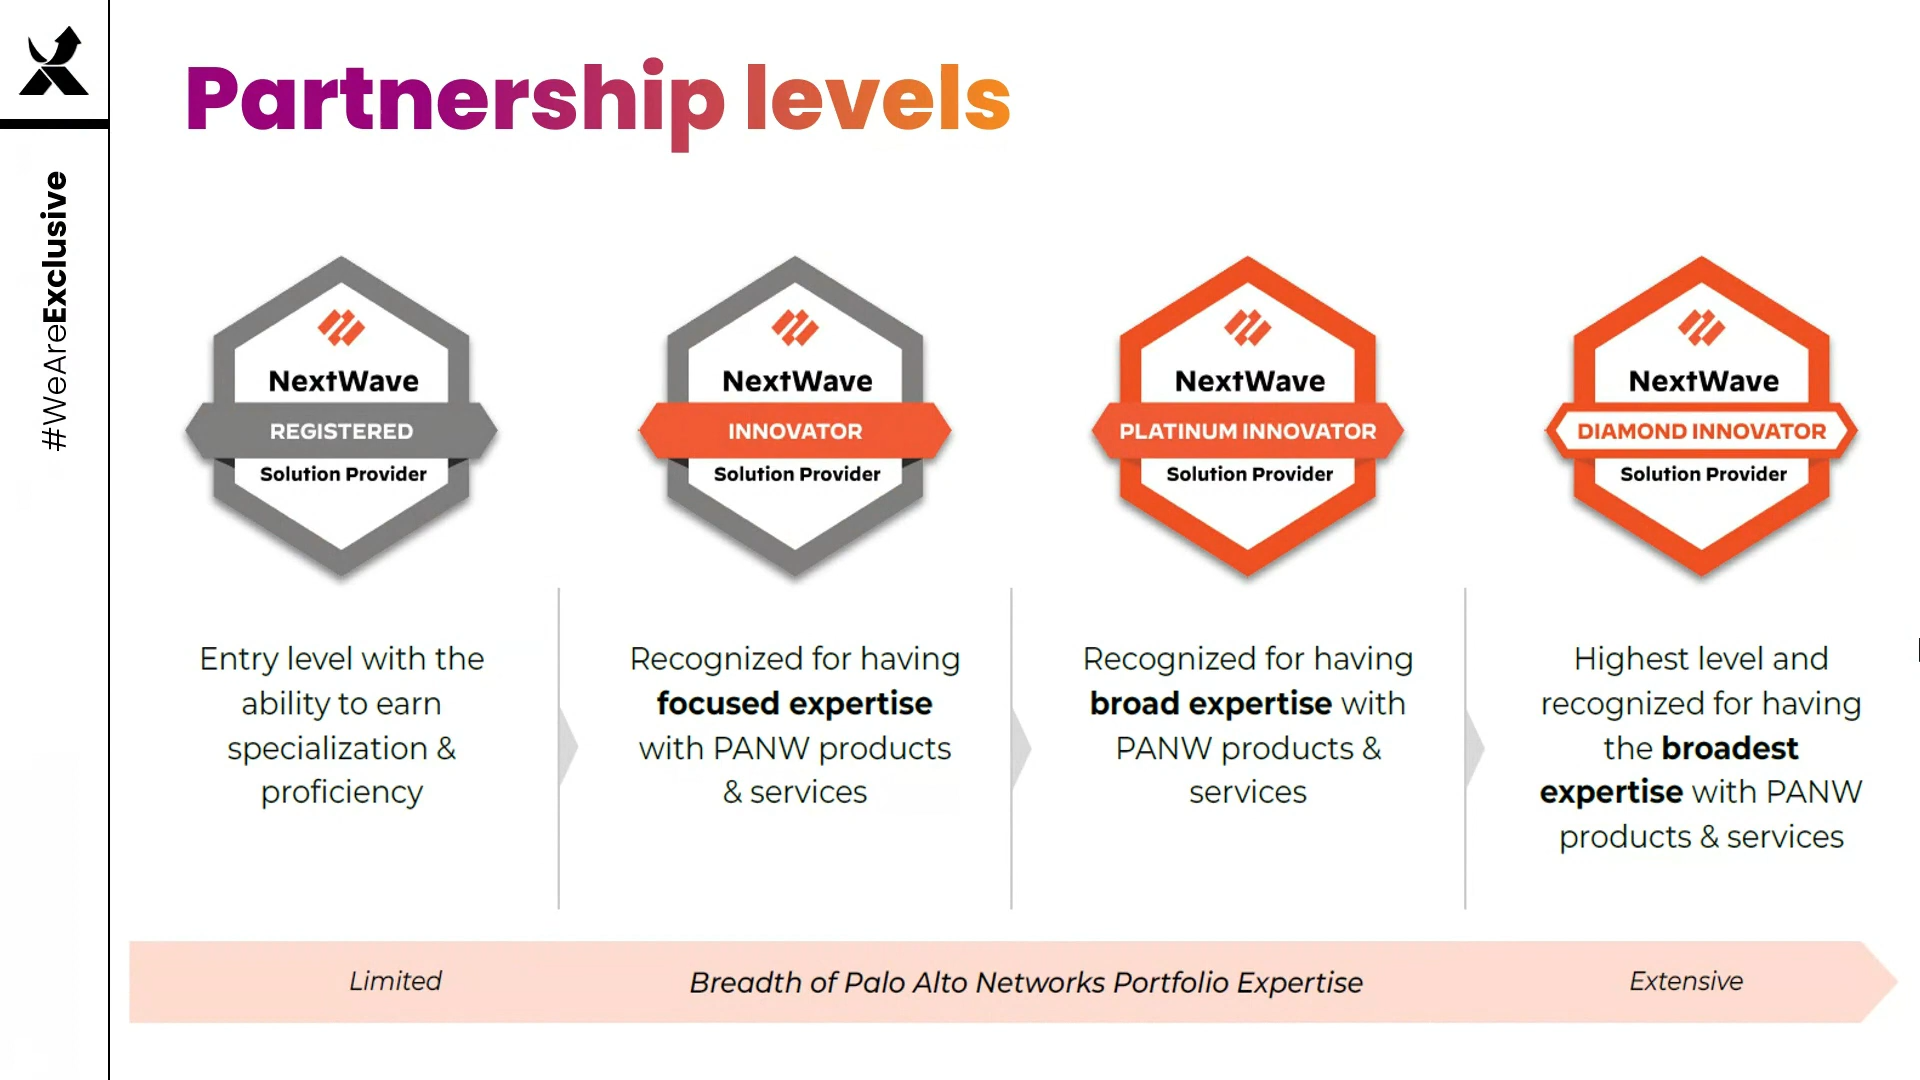 Partnership levels
#WeAreExclusive
NextWave
REGISTERED
Solution Provider
Entry level with the
ability to earn
specialization &
proficiency
NextWave
INNOVATOR
Solution Provider
Recognized for having
focused expertise
with PANW products
& services
NextWave
PLATINUM INNOVATOR
Solution Provider
Recognized for having
broad expertise with
PANW products &
services
NextWave
DIAMOND INNOVATOR
Solution Provider
Highest level and
recognized for having
the broadest
expertise with PANW
products & services
Limited
Breadth of Palo Alto Networks Portfolio Expertise
Extensive